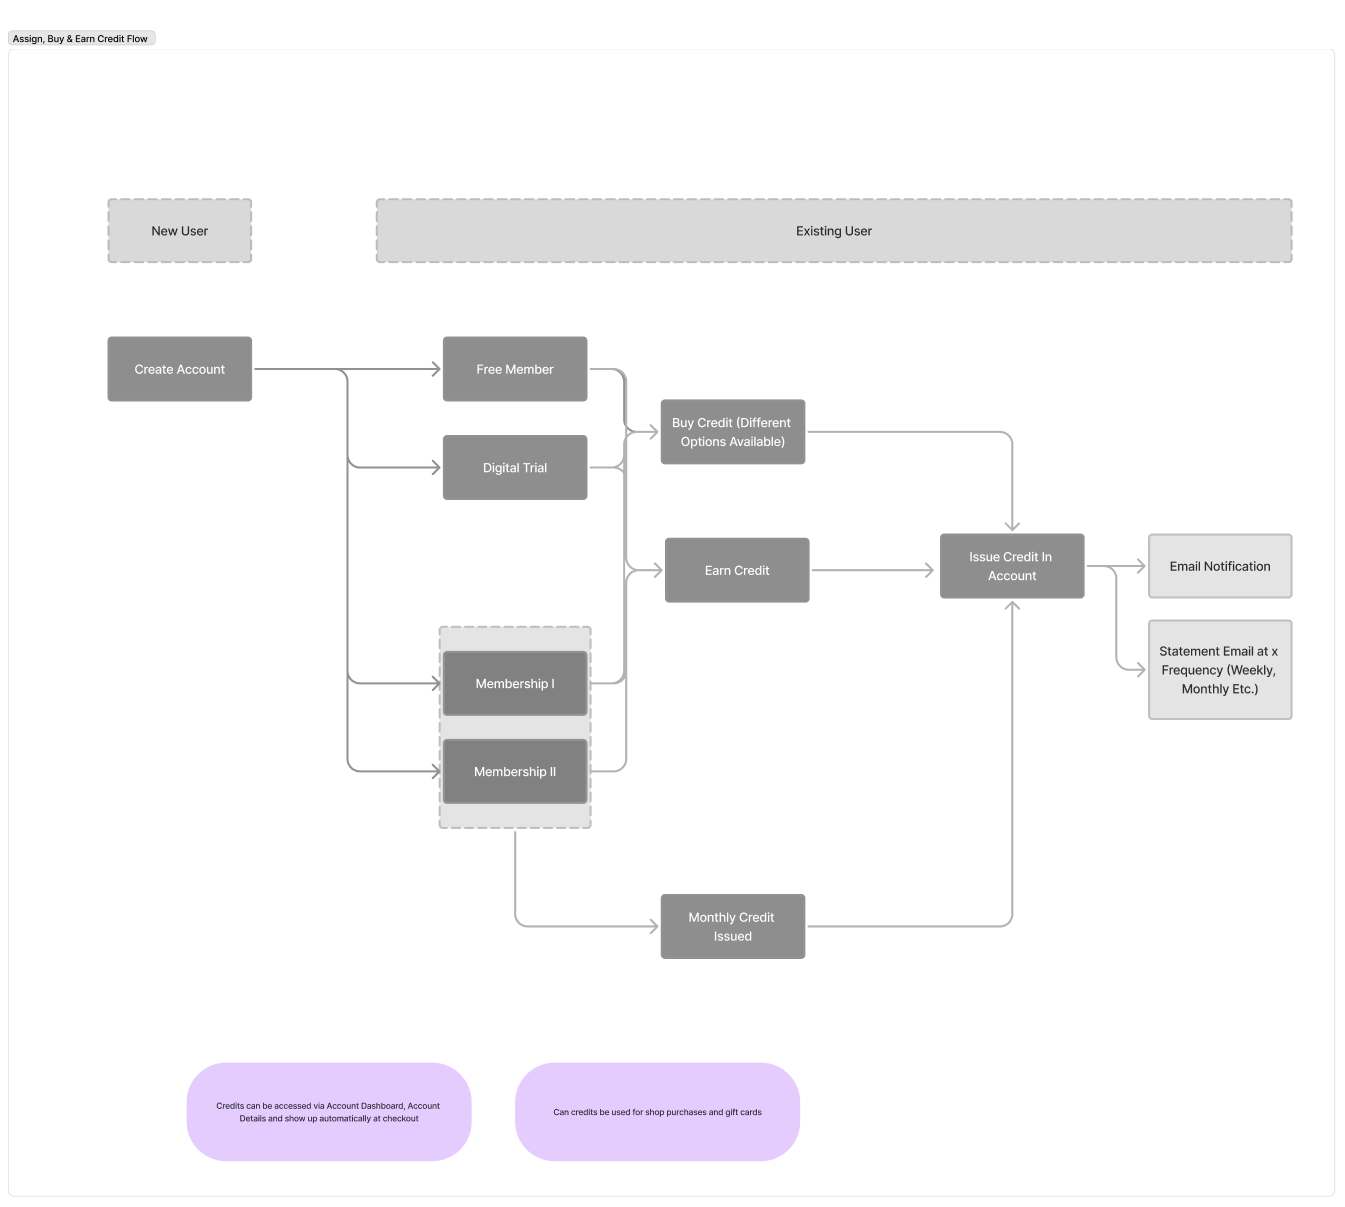 Assign, Buy & Earn Credit Flow
New User
Existing User
Create Account
Free Member
Buy Credit (Different
Options Available)
Digital Trial
Issue Credit In
Account
Earn Credit
Email Notification
Statement Email at x
Frequency (Weekly,
Monthly Etc.)
Membership I
Membership II
Monthly Credit
Issued
Credits can be accessed via Account Dashboard, Account
Details and show up automatically at checkout
Can credits be used for shop purchases and gift cards